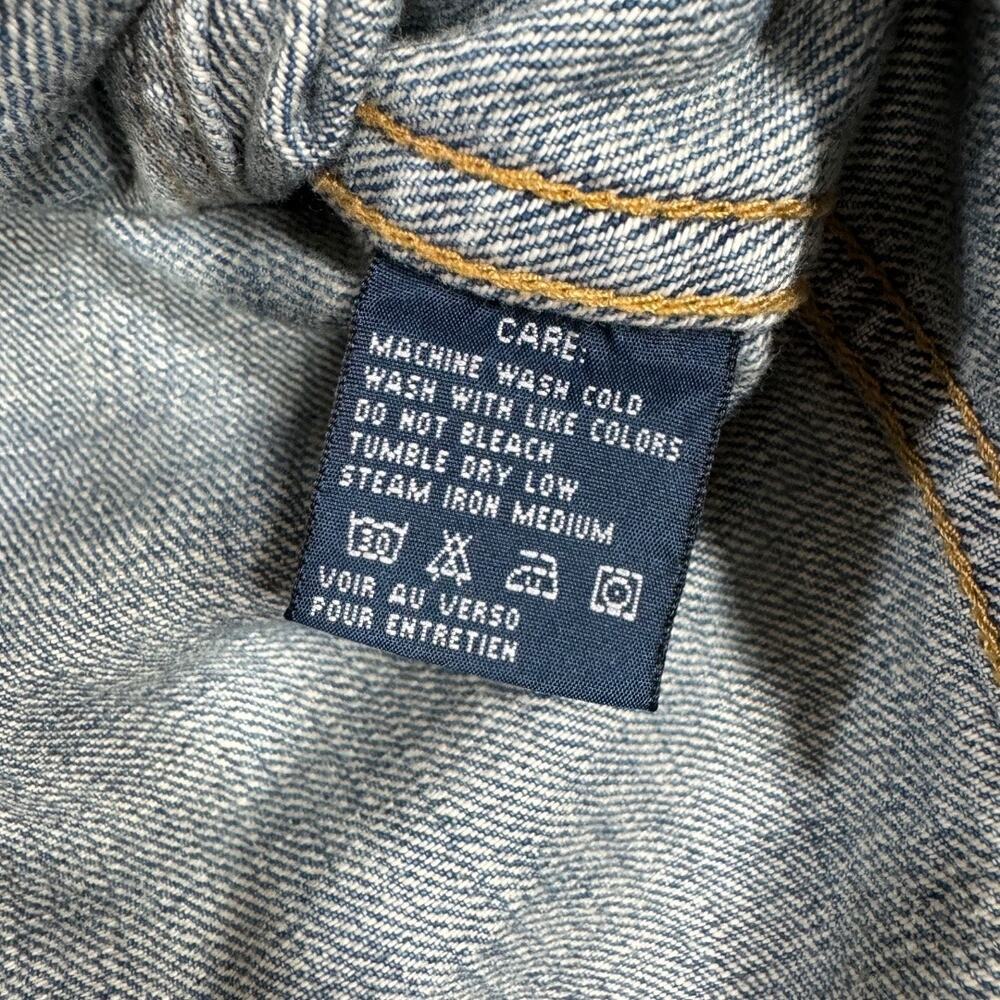 CARE:
MACHINE WASH COLD
WASH WITH LIKE COLORS
DO NOT BLEACH
TUMBLE DRY LOW
STEAM IRON MEDIUM
30
VOIR AU VERSO
POUR ENTRETIEN